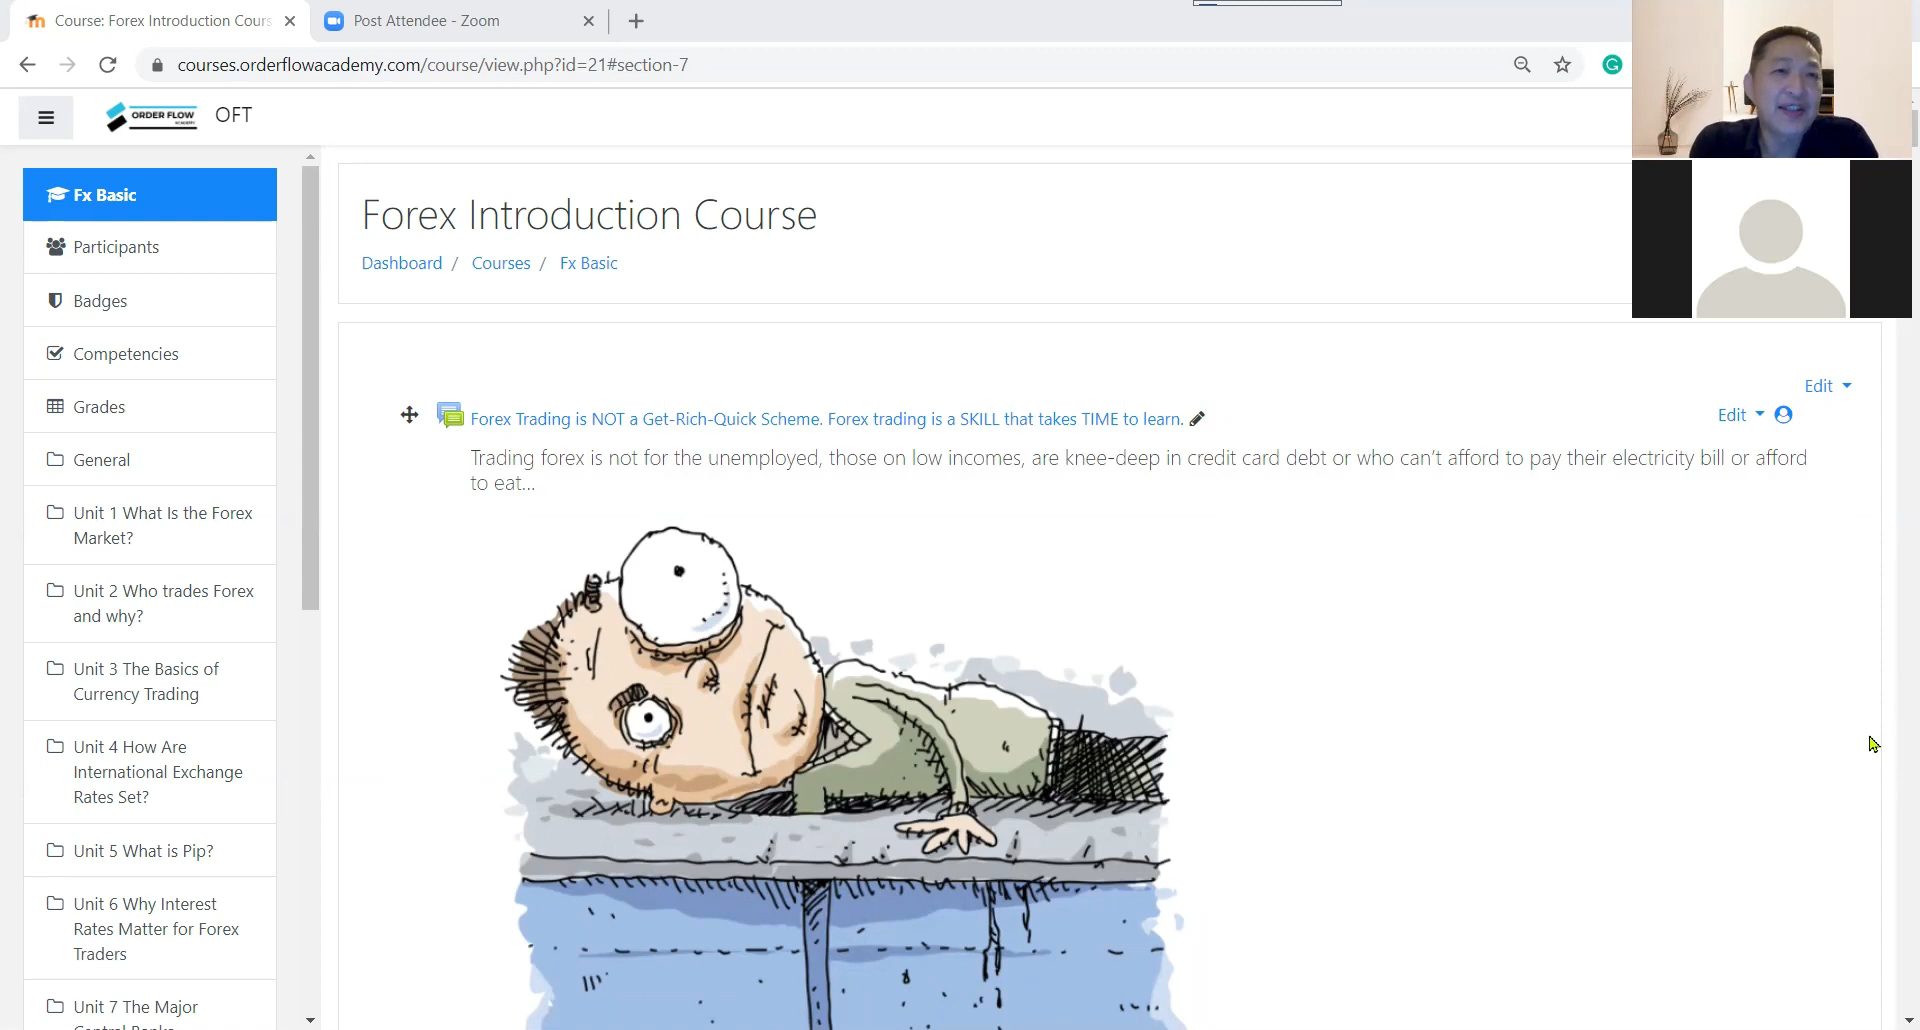 Course: Forex Introduction Cours
Post Attendee - Zoom
courses.orderflowacademy.com/course/view.php?id=21#section-7
ORDER FLOW
ACADEMY
OFT
Fx Basic
Participants
Badges
Competencies
Grades
General
Unit 1 What Is the Forex
Market?
Unit 2 Who trades Forex
and why?
Unit 3 The Basics of
Currency Trading
Unit 4 How Are
International Exchange
Rates Set?
Unit 5 What is Pip?
Unit 6 Why Interest
Rates Matter for Forex
Traders
Unit 7 The Major
Forex Introduction Course
Dashboard / Courses / Fx Basic
Edit
Forex Trading is NOT a Get-Rich-Quick Scheme. Forex trading is a SKILL that takes TIME to learn.
Edit
Trading forex is not for the unemployed, those on low incomes, are knee-deep in credit card debt or who can't afford to pay their electricity bill or afford
to eat...